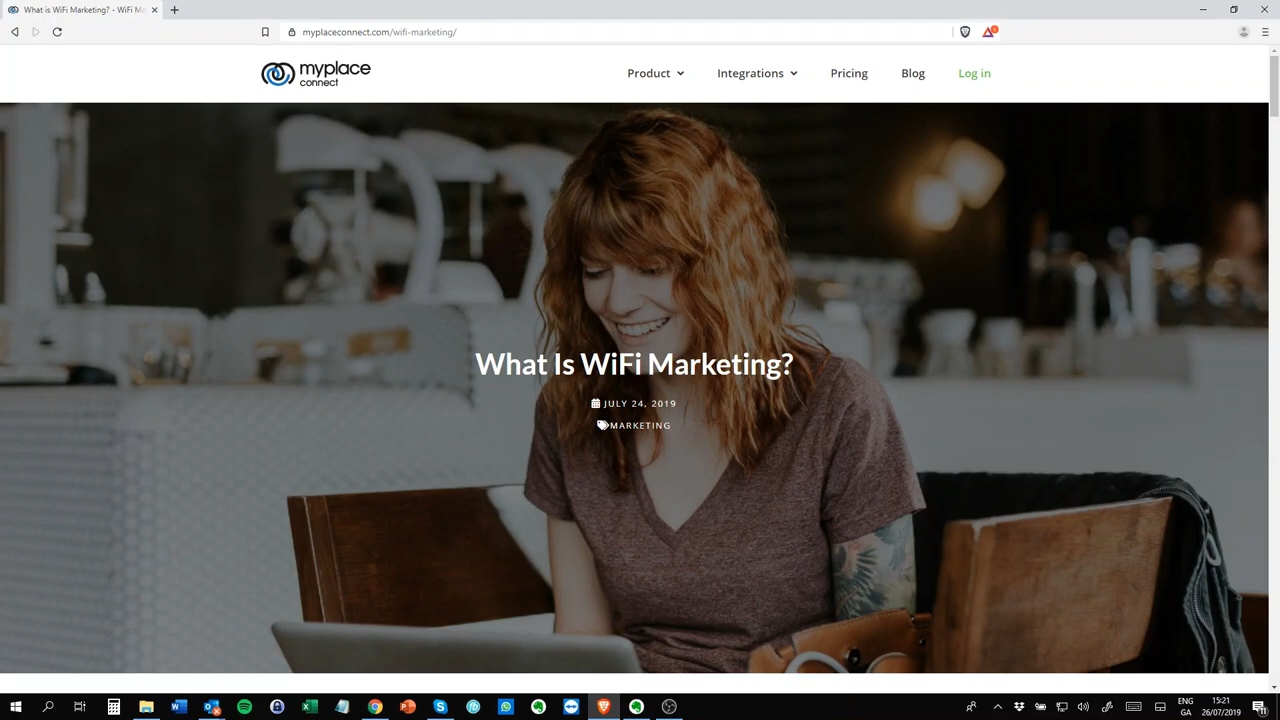 What is WiFi Marketing? - WiFi Ma
myplaceconnect.com/wifi-marketing/
myplace
connect
Product
Integrations
Pricing
Blog
Log in
What Is WiFi Marketing?
JULY 24, 2019
MARKETING
ENG
GA
15:21
26/07/2019